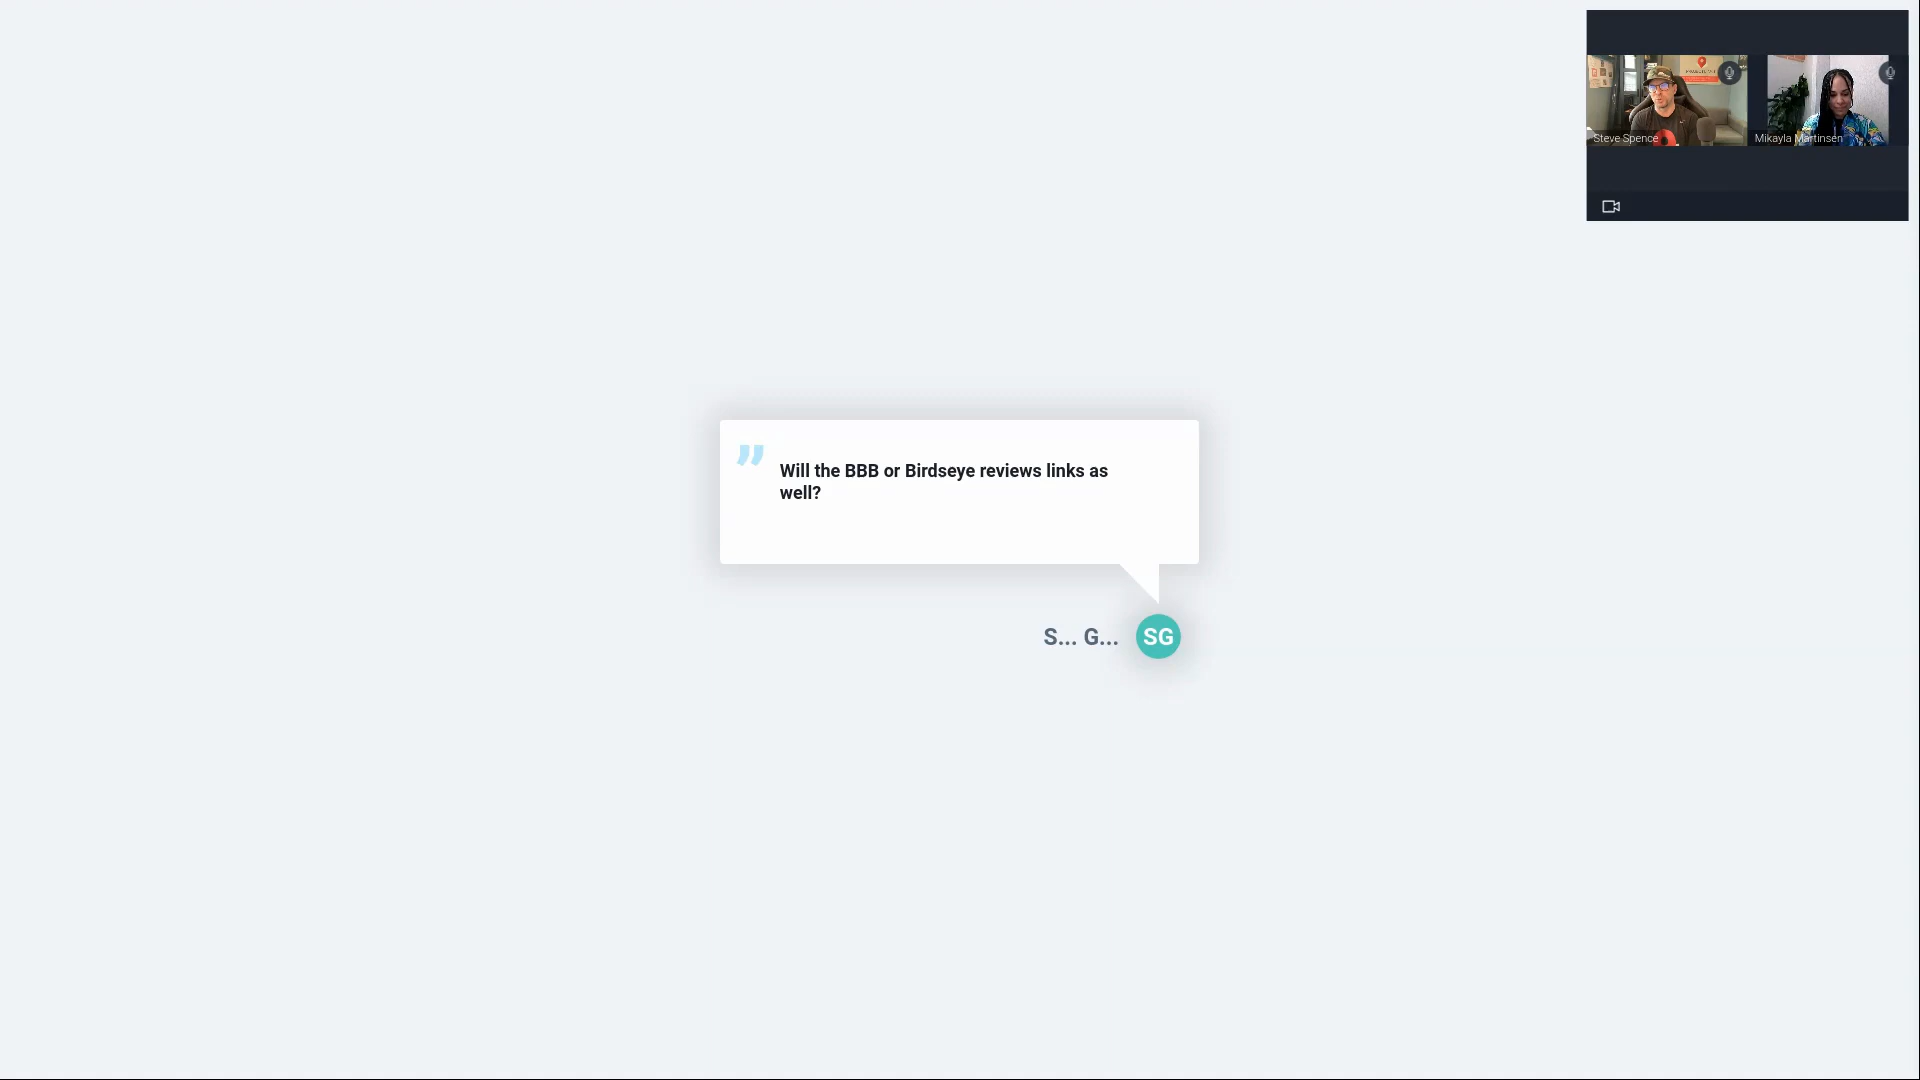 Steve Spence
Mikayla Martinsen
Will the BBB or Birdseye reviews links as
well?
S... G...
SG